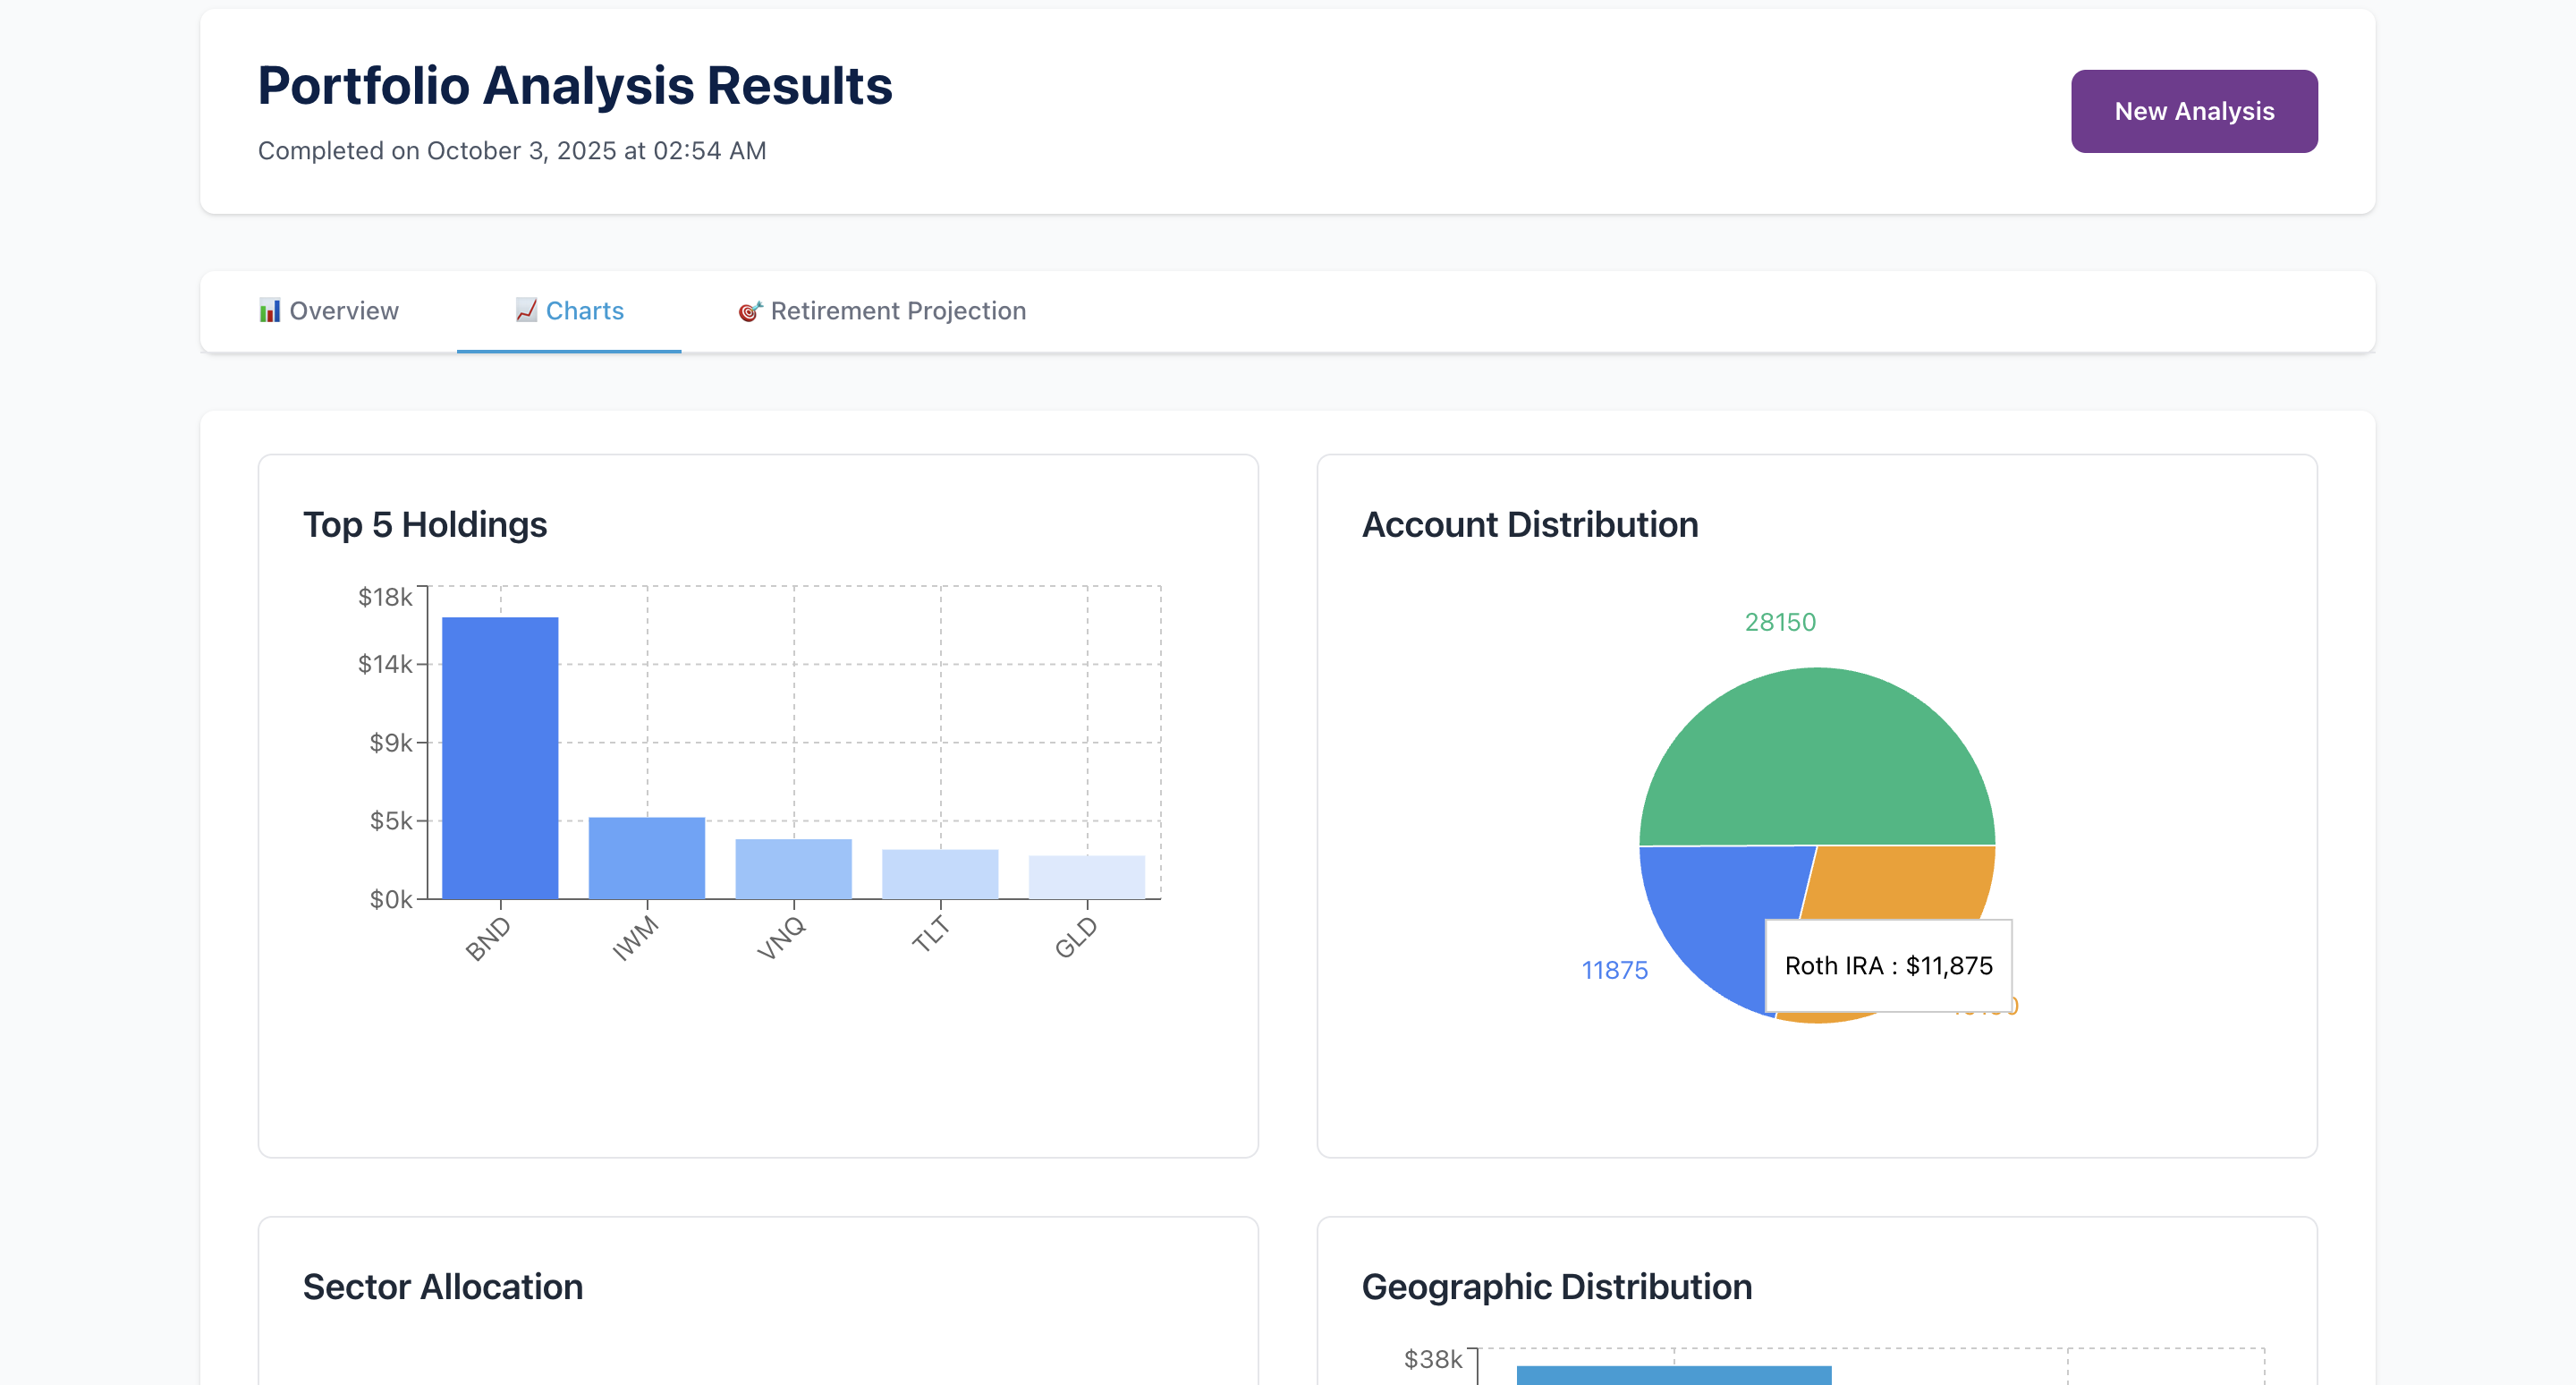 Portfolio Analysis Results
Completed on October 3, 2025 at 02:54 AM
New Analysis
Overview
Charts
Retirement Projection
Top 5 Holdings
$18k
$14k
$9k
$5k
$0k
BND
IWM
VNQ
TLT
GLD
Account Distribution
28150
11875
Roth IRA : $11,875
Sector Allocation
Geographic Distribution
$38k